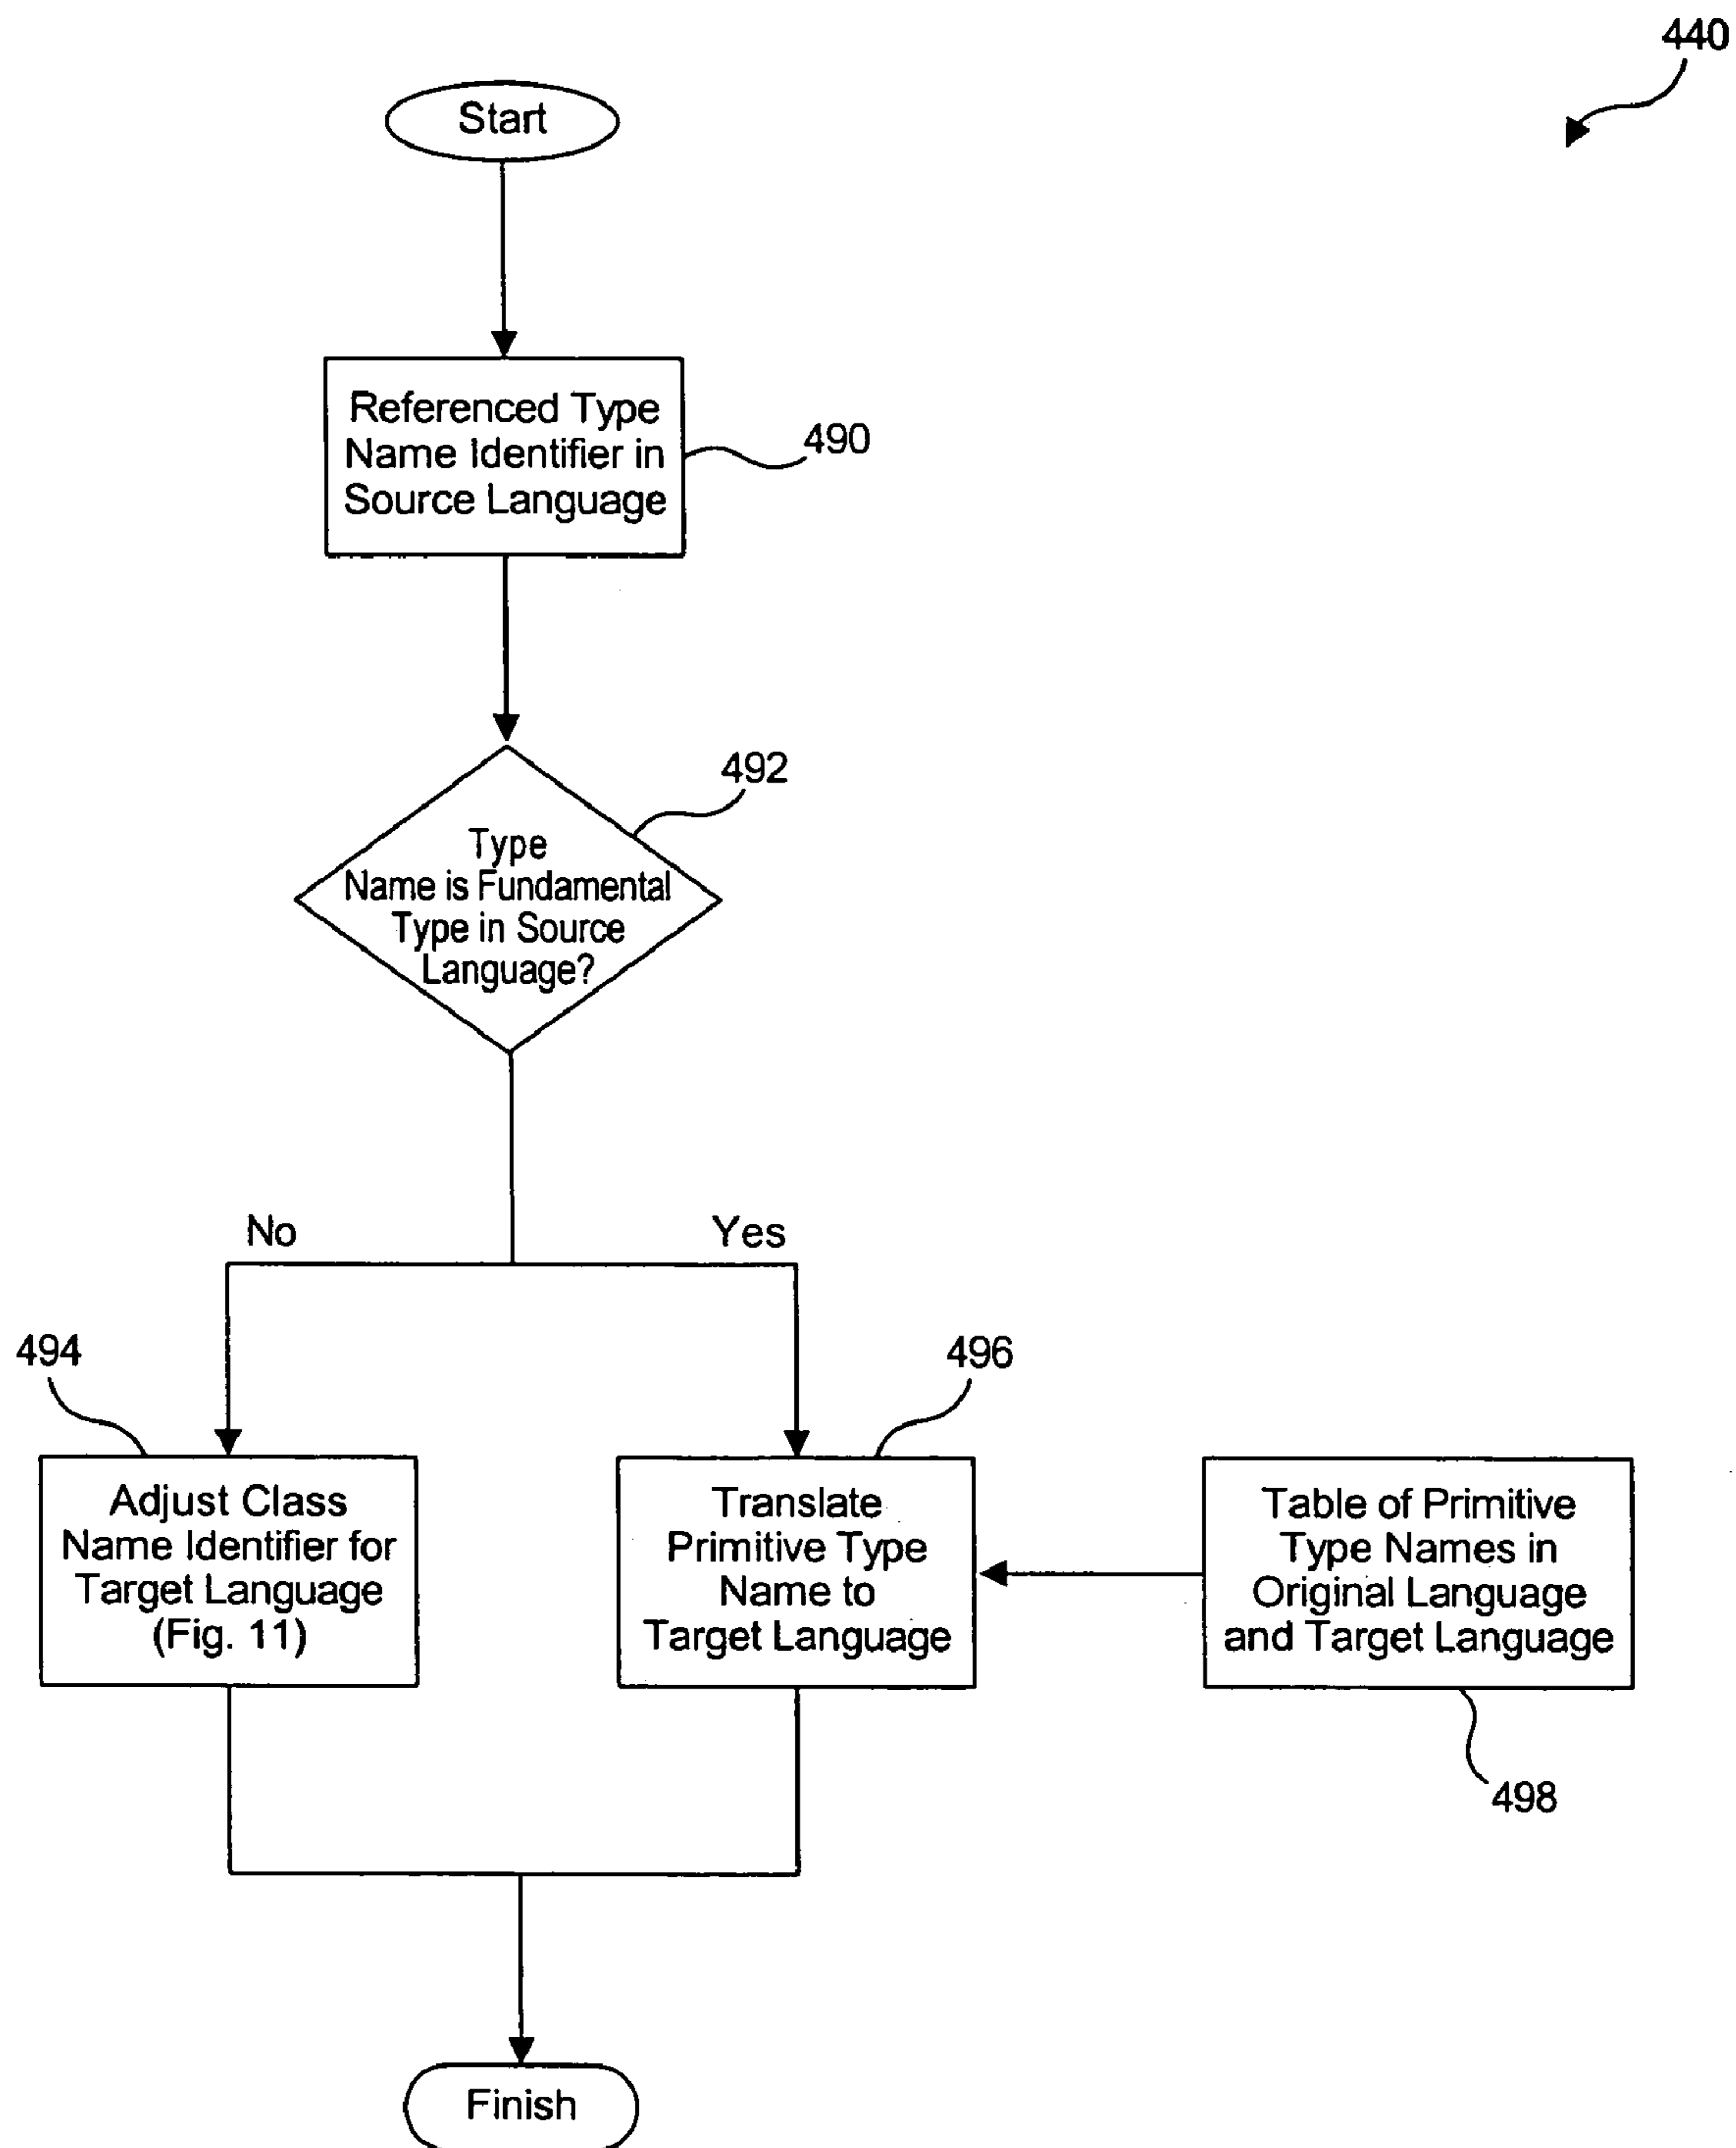 440
Start
Referenced Type
Name Identifier in
Source Language
490
492
Type
Name is Fundamental
Type in Source
Language?
No
Yes
494
496
Adjust Class
Name Identifier for
Target Language
(Fig. 11)
Translate
Primitive Type
Name to
Target Language
Table of Primitive
Type Names in
Original Language
and Target Language
498
Finish